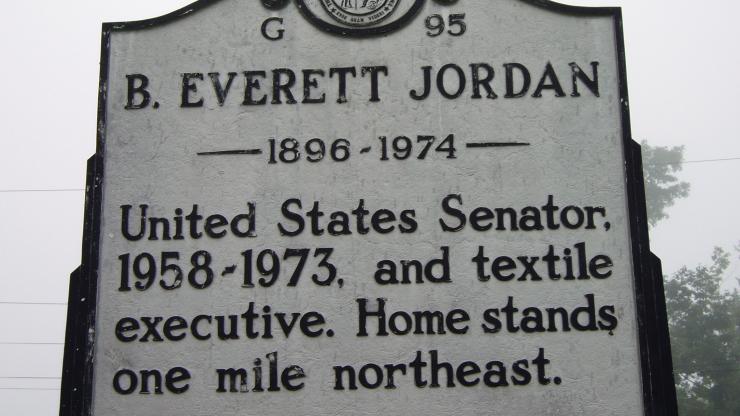 G 95
B. EVERETT JORDAN
1896-1974
United States Senator,
1958-1973, and textile
executive. Home stands
one mile northeast.